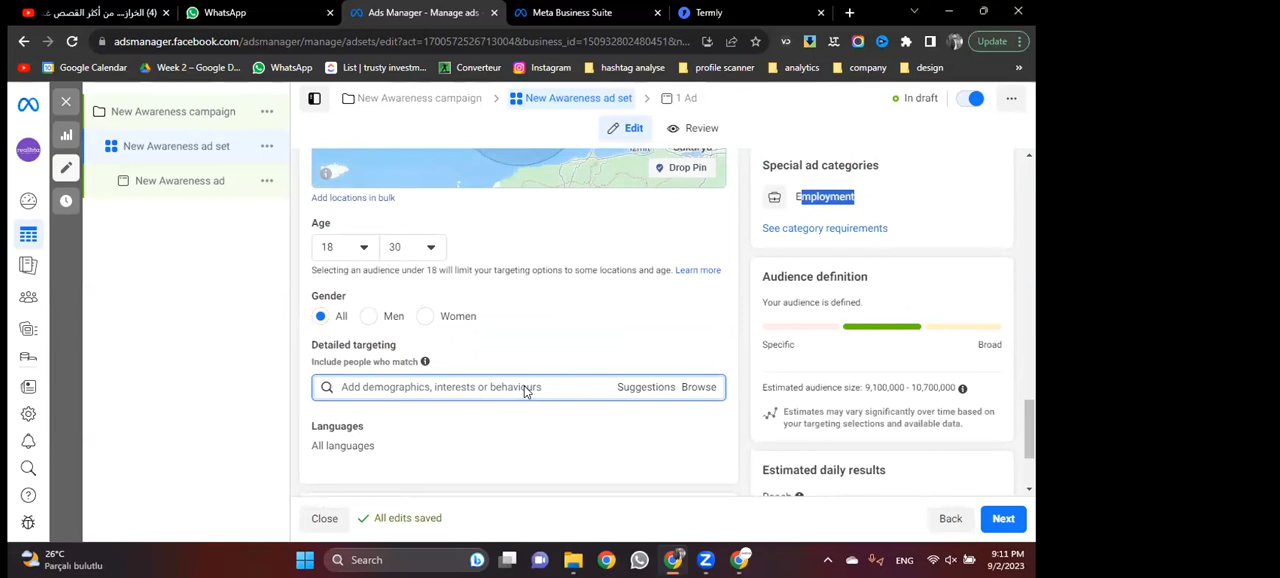 (4) الخراز.... من أكثر القصص غ
WhatsApp
Ads Manager - Manage ads
Meta Business Suite
Termly
adsmanager.facebook.com/adsmanager/manage/adsets/edit?act=1700572526713004&business_id=150932802480451&n...
Update
Google Calendar
Week 2 – Google D...
WhatsApp
List | trusty investm...
Converteur
Instagram
hashtag analyse
profile scanner
analytics
company
design
»
New Awareness campaign
New Awareness ad set
1 Ad
In draft
Edit
Review
New Awareness campaign
New Awareness ad set
New Awareness ad
Drop Pin
Add locations in bulk
Age
18
30
Selecting an audience under 18 will limit your targeting options to some locations and age. Learn more
Gender
All
Men
Women
Detailed targeting
Include people who match
Add demographics, interests or behaviours
Suggestions
Browse
Languages
All languages
Special ad categories
Employment
See category requirements
Audience definition
Your audience is defined.
Specific
Broad
Estimated audience size: 9,100,000 - 10,700,000
Estimates may vary significantly over time based on
your targeting selections and available data.
Estimated daily results
Close
All edits saved
Back
Next
26°C
Parçalı bulutlu
Search
ENG
9:11 PM
9/2/2023